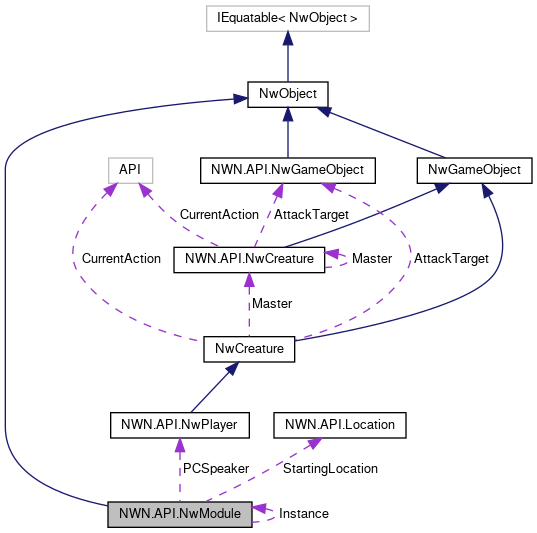 IEquatable< NwObject >
NwObject
API
NWN.API.NwGameObject
NwGameObject
CurrentAction
AttackTarget
CurrentAction
NWN.API.NwCreature
Master
AttackTarget
Master
NwCreature
NWN.API.NwPlayer
NWN.API.Location
PCSpeaker
StartingLocation
NWN.API.NwModule
Instance